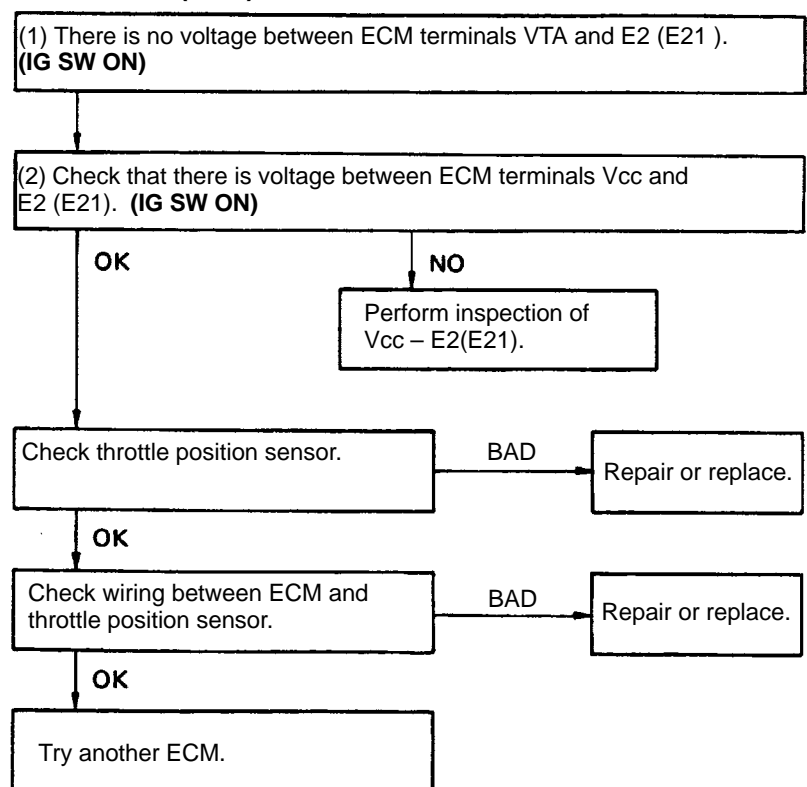 (1) There is no voltage between ECM terminals VTA and E2 (E21 ).
(IG SW ON)
(2) Check that there is voltage between ECM terminals Vcc and
E2 (E21). (IG SW ON)
OK
NO
Perform inspection of
Vcc – E2(E21).
Check throttle position sensor.
BAD
Repair or replace.
OK
Check wiring between ECM and
throttle position sensor.
BAD
Repair or replace.
OK
Try another ECM.